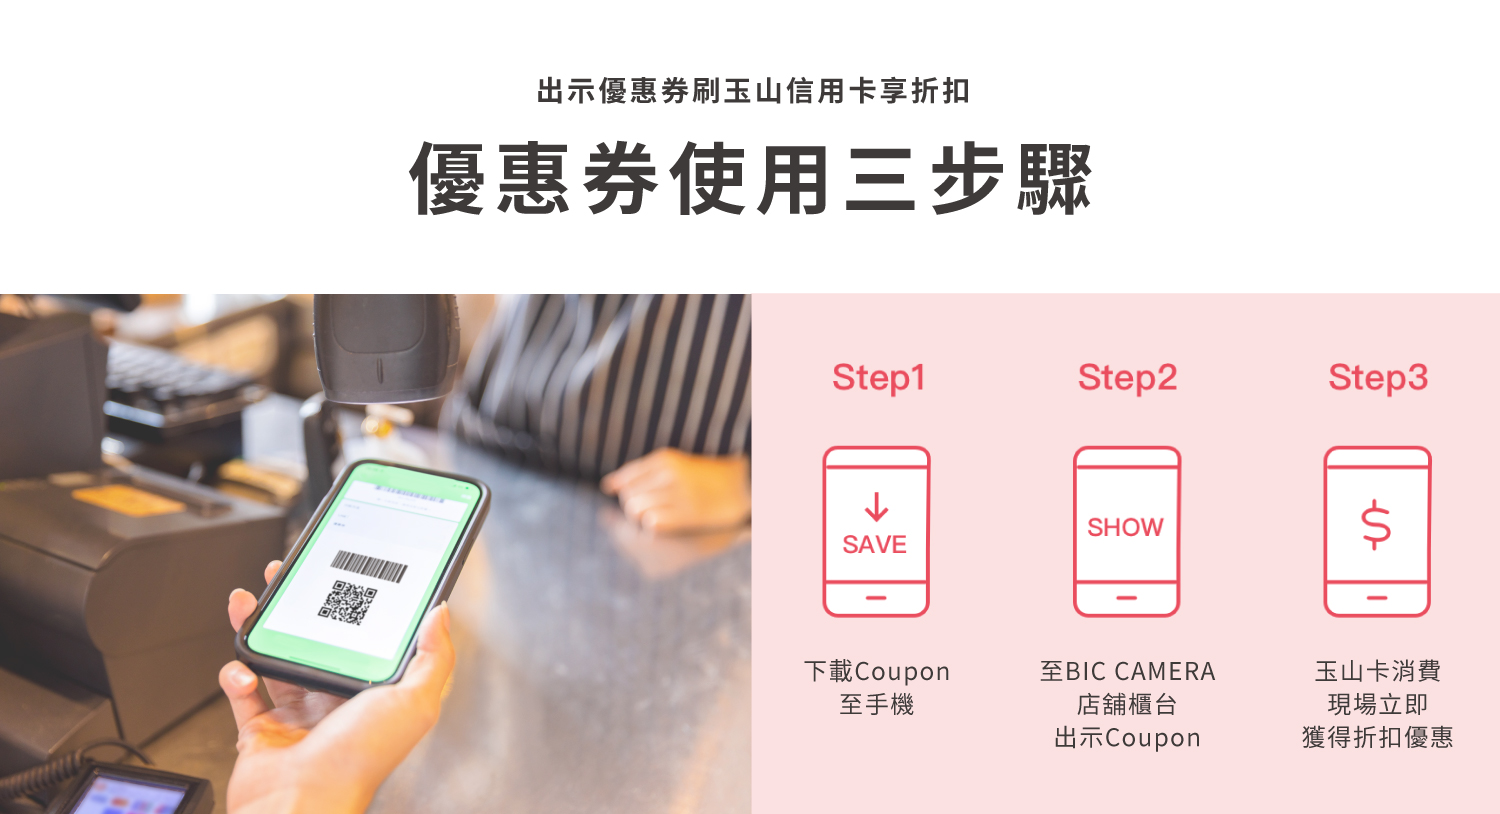 出示優惠券刷玉山信用卡享折扣
優惠券使用三步驟
Step1
SAVE
下載Coupon
至手機
Step2
SHOW
至BIC CAMERA
店舖櫃台
出示Coupon
Step3
$
玉山卡消費
現場立即
獲得折扣優惠